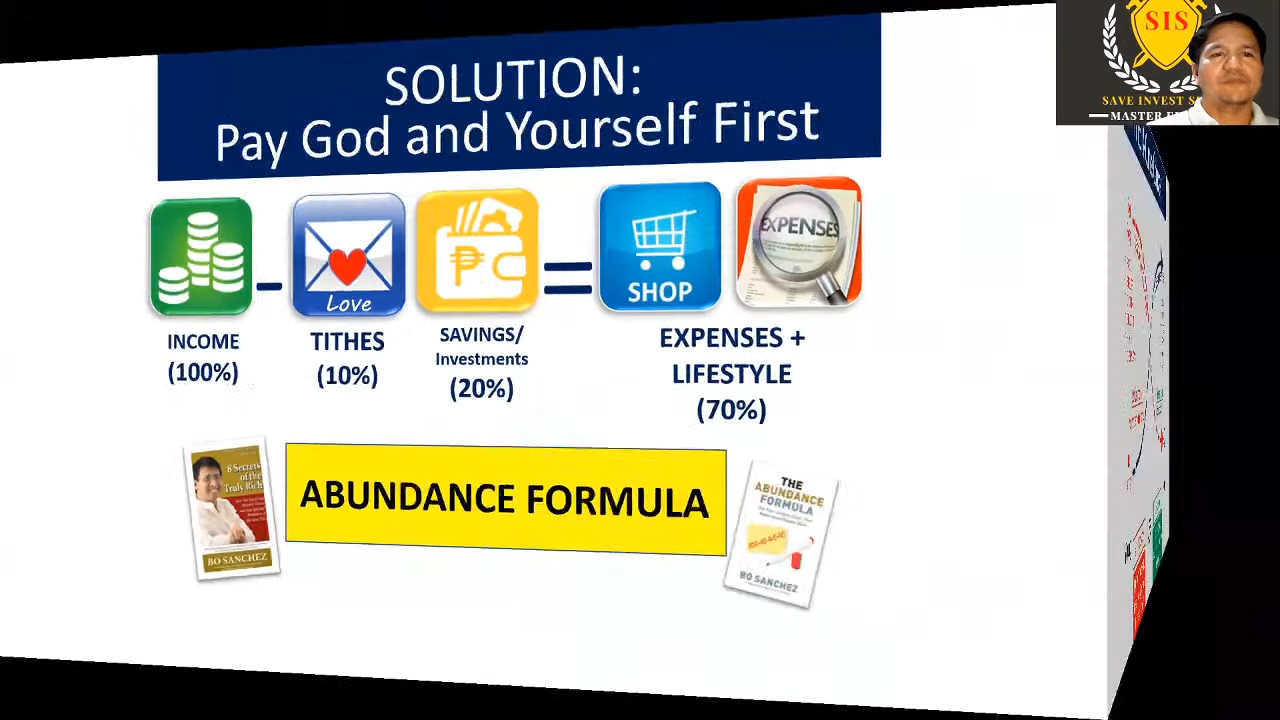 SOLUTION:
Pay God and Yourself First
SIS
SAVE INVEST
MASTER
Love
₱
SHOP
EXPENSES
INCOME
(100%)
TITHES
(10%)
SAVINGS/
Investments
(20%)
EXPENSES +
LIFESTYLE
(70%)
8 Secrets
of the
Truly Rich
BO SANCHEZ
ABUNDANCE FORMULA
THE
ABUNDANCE
FORMULA
BO SANCHEZ